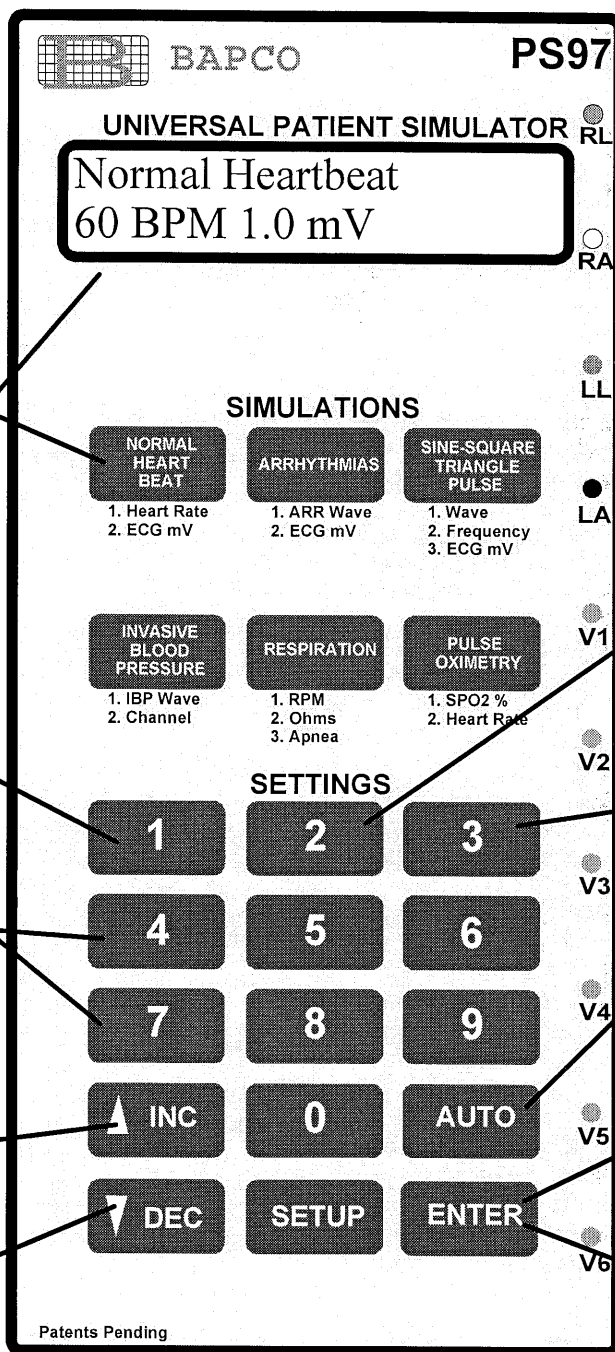 BAPCO PS97
UNIVERSAL PATIENT SIMULATOR
RL
Normal Heartbeat
60 BPM 1.0 mV
RA
LL
SIMULATIONS
NORMAL
HEART
BEAT
1. Heart Rate
2. ECG mV
ARRHYTHMIAS
1. ARR Wave
2. ECG mV
SINE-SQUARE
TRIANGLE
PULSE
1. Wave
2. Frequency
3. ECG mV
LA
V1
INVASIVE
BLOOD
PRESSURE
1. IBP Wave
2. Channel
RESPIRATION
1. RPM
2. Ohms
3. Apnea
PULSE
OXIMETRY
1. SPO2 %
2. Heart Rate
V2
SETTINGS
1 2 3
V3
4 5 6
7 8 9
V4
INC 0 AUTO
V5
DEC SETUP ENTER
V6
Patents Pending